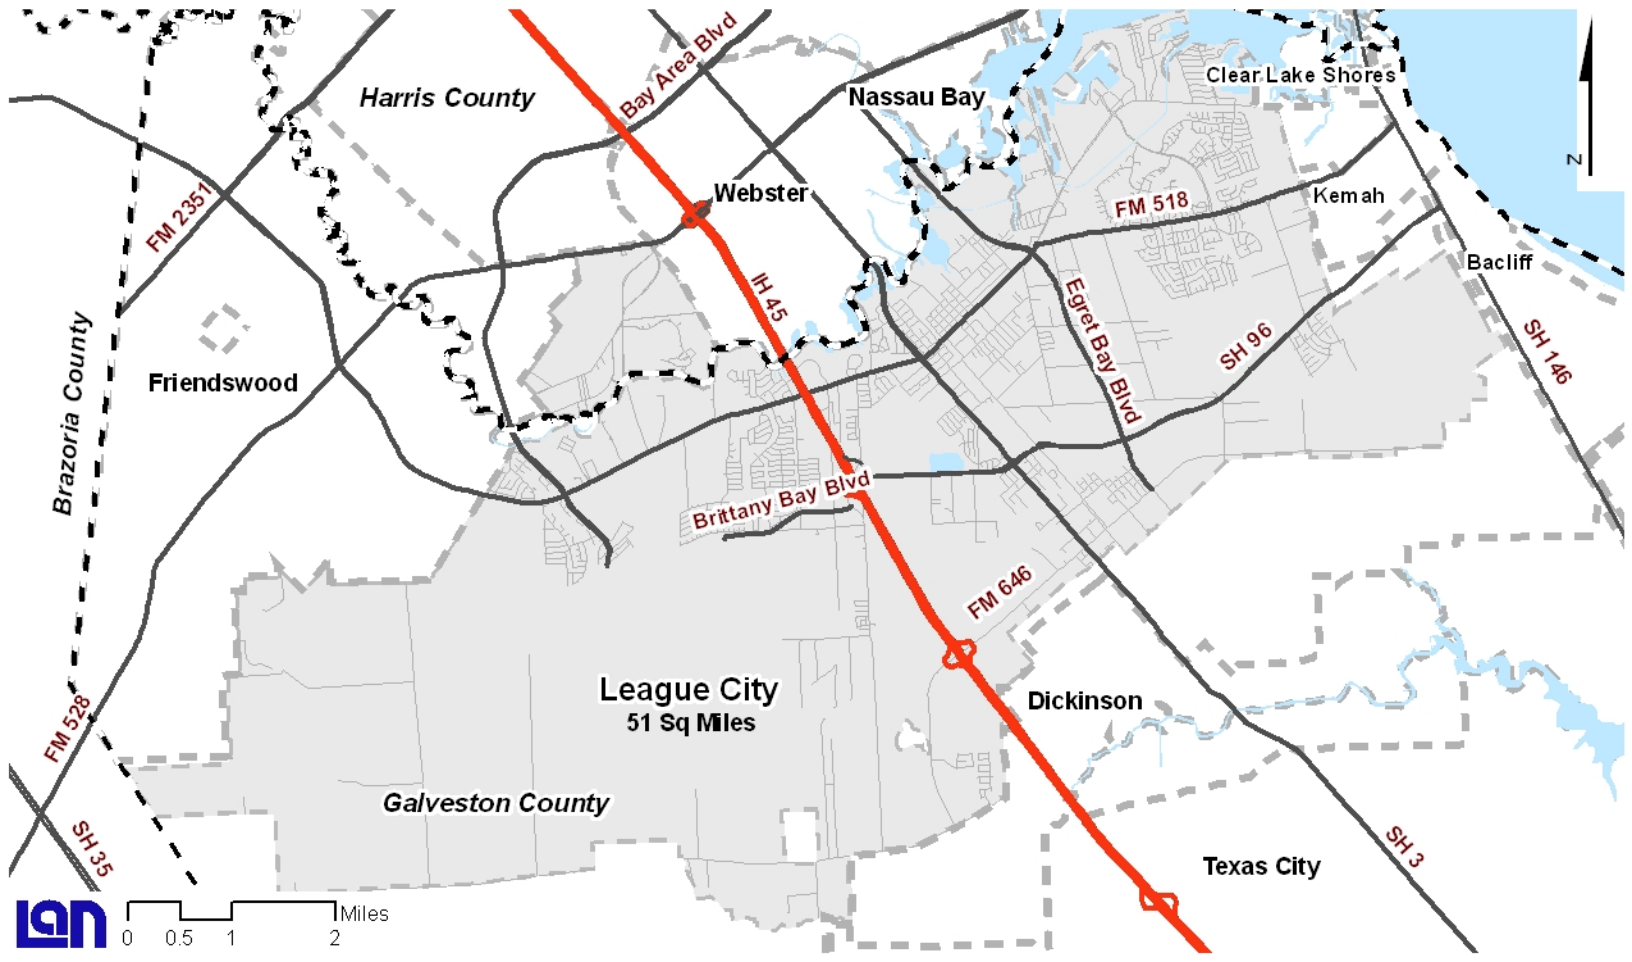 Bay Area Blvd
Clear Lake Shores
Harris County
Nassau Bay
Webster
Kemah
FM 518
FM 2351
N
Bacliff
IH 45
Egret Bay Blvd
SH 96
SH 146
Brazoria County
Friendswood
Brittany Bay Blvd
FM 646
League City
51 Sq Miles
Dickinson
FM 528
Galveston County
SH 35
SH 3
Texas City
LAN
Miles
0 0.5 1 2